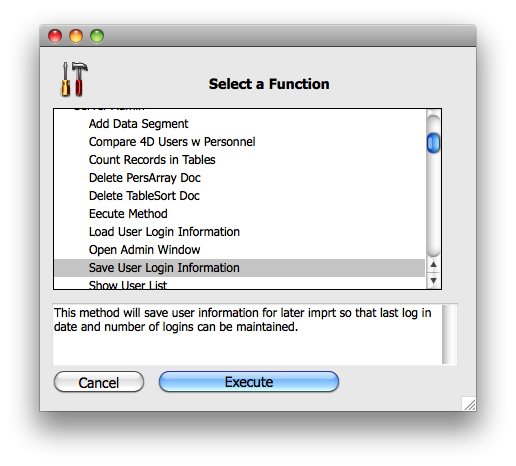 Select a Function
Server Admin
Add Data Segment
Compare 4D Users w Personnel
Count Records in Tables
Delete PersArray Doc
Delete TableSort Doc
Eecute Method
Load User Login Information
Open Admin Window
Save User Login Information
Show User List
This method will save user information for later imprt so that last log in
date and number of logins can be maintained.
Cancel
Execute